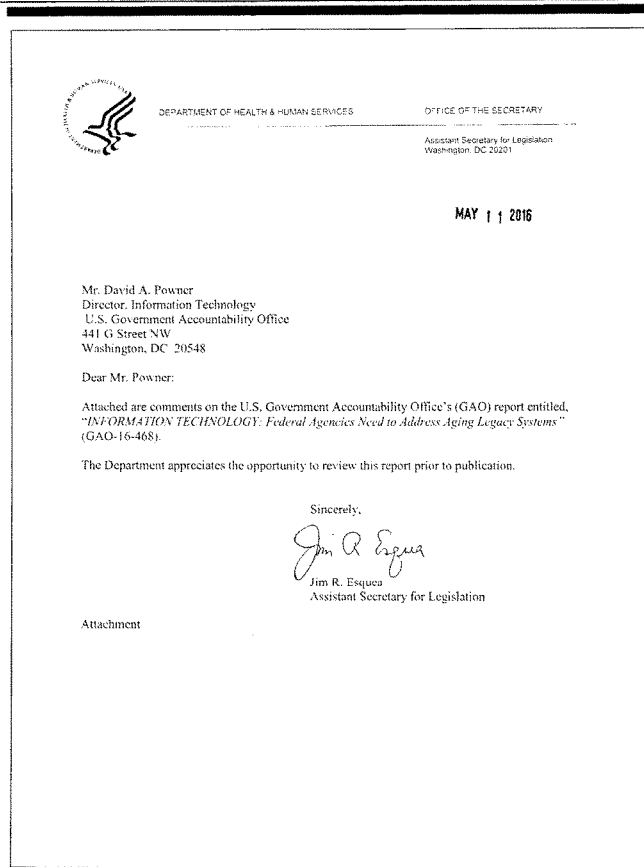 DEPARTMENT OF HEALTH & HUMAN SERVICES
OFFICE OF THE SECRETARY
Assistant Secretary for Legislation
Washington, DC 20201
MAY 11 2016
Mr. David A. Powner
Director, Information Technology
U.S. Government Accountability Office
441 G Street NW
Washington, DC 20548
Dear Mr. Powner:
Attached are comments on the U.S. Government Accountability Office's (GAO) report entitled,
"INFORMATION TECHNOLOGY: Federal Agencies Need to Address Aging Legacy Systems"
(GAO-16-468).
The Department appreciates the opportunity to review this report prior to publication.
Sincerely,
Jim R Esquea
Jim R. Esquea
Assistant Secretary for Legislation
Attachment